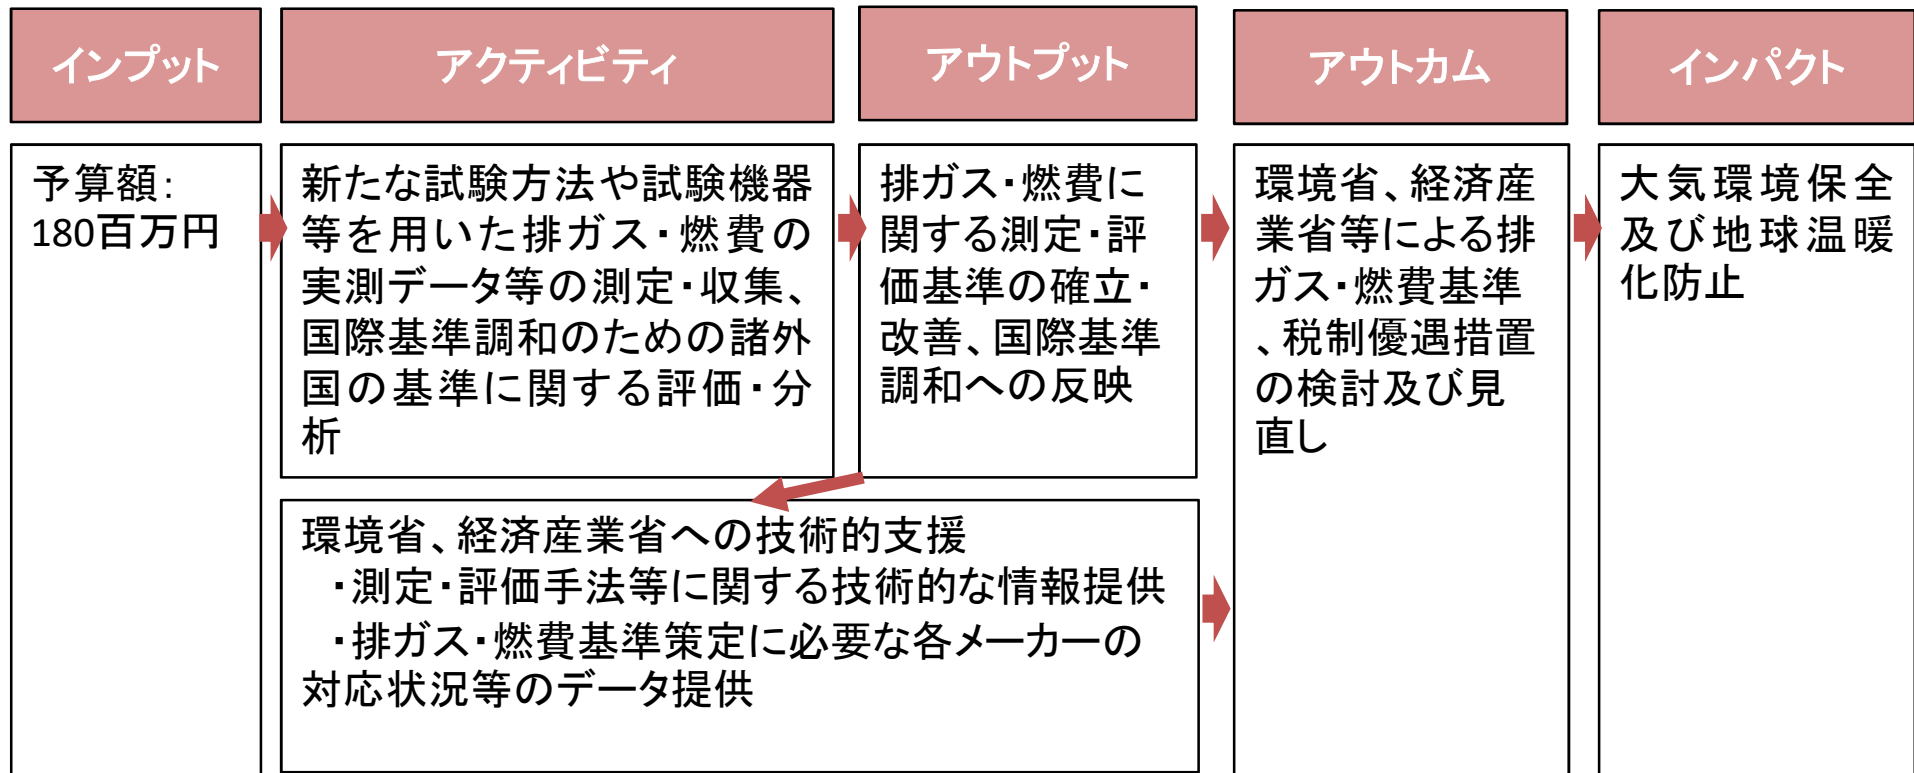 インプット
アクティビティ
アウトプット
アウトカム
インパクト
予算額:
180百万円
新たな試験方法や試験機器
等を用いた排ガス・燃費の
実測データ等の測定・収集、
国際基準調和のための諸外
国の基準に関する評価・分
析
排ガス・燃費に
関する測定・評
価基準の確立・
改善、国際基準
調和への反映
環境省、経済産
業省等による排
ガス・燃費基準
、税制優遇措置
の検討及び見
直し
大気環境保全
及び地球温暖
化防止
環境省、経済産業省への技術的支援
・測定・評価手法等に関する技術的な情報提供
・排ガス・燃費基準策定に必要な各メーカーの
対応状況等のデータ提供